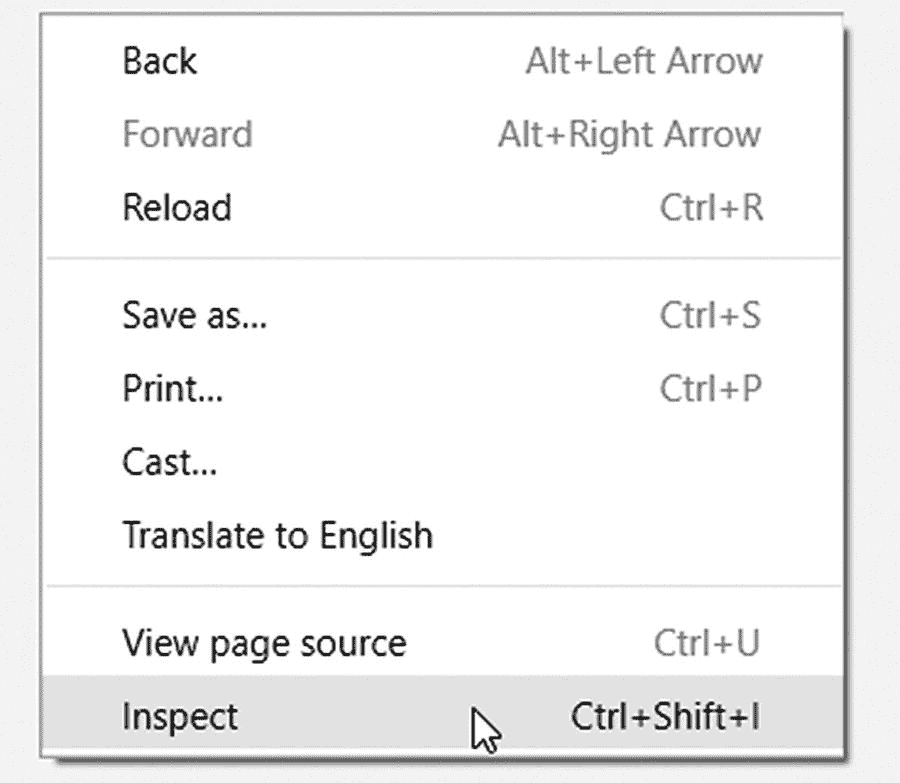 Back Alt+Left Arrow
Forward Alt+Right Arrow
Reload Ctrl+R
Save as... Ctrl+S
Print... Ctrl+P
Cast...
Translate to English
View page source Ctrl+U
Inspect Ctrl+Shift+I